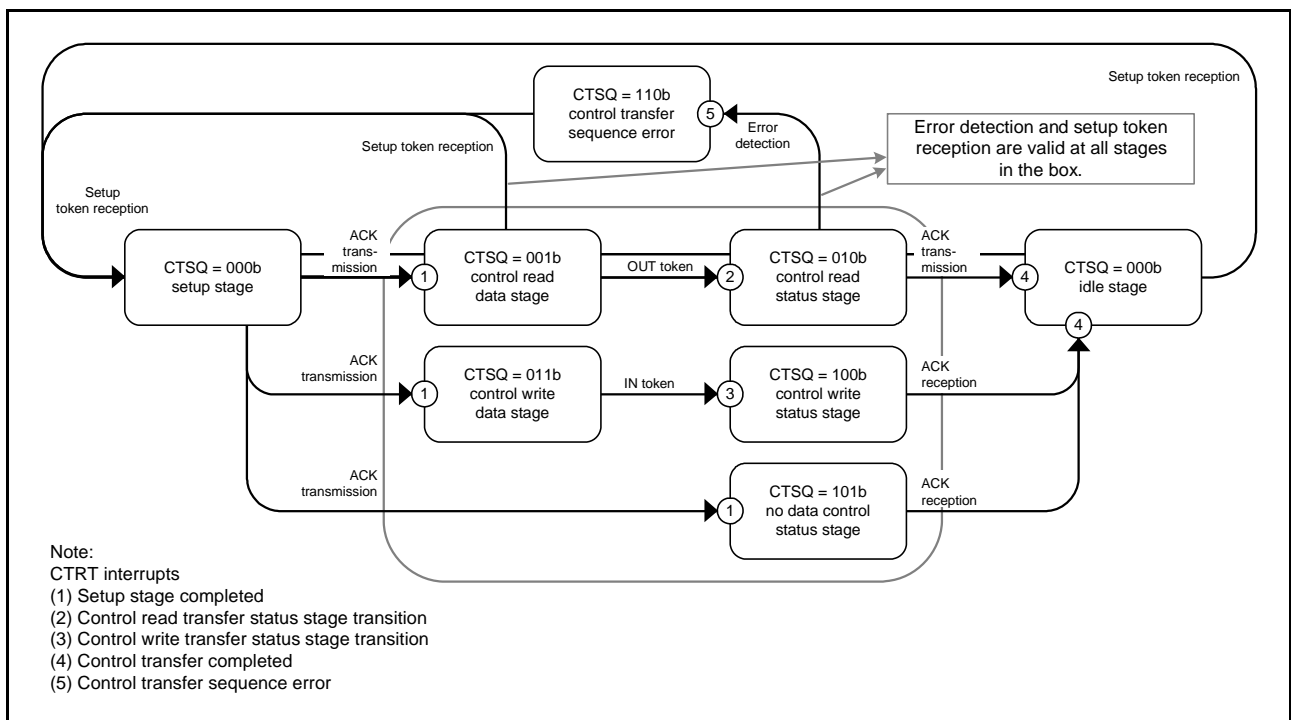 Setup token reception
CTSQ = 110b
control transfer
sequence error
5
Error
detection
Setup token reception
Error detection and setup token
reception are valid at all stages
in the box.
Setup
token reception
CTSQ = 000b
setup stage
ACK
trans-
mission
1
CTSQ = 001b
control read
data stage
OUT token
2
CTSQ = 010b
control read
status stage
ACK
trans-
mission
4
CTSQ = 000b
idle stage
4
ACK
transmission
1
CTSQ = 011b
control write
data stage
IN token
3
CTSQ = 100b
control write
status stage
ACK
reception
ACK
transmission
1
CTSQ = 101b
no data control
status stage
ACK
reception
Note:
CTRT interrupts
(1) Setup stage completed
(2) Control read transfer status stage transition
(3) Control write transfer status stage transition
(4) Control transfer completed
(5) Control transfer sequence error